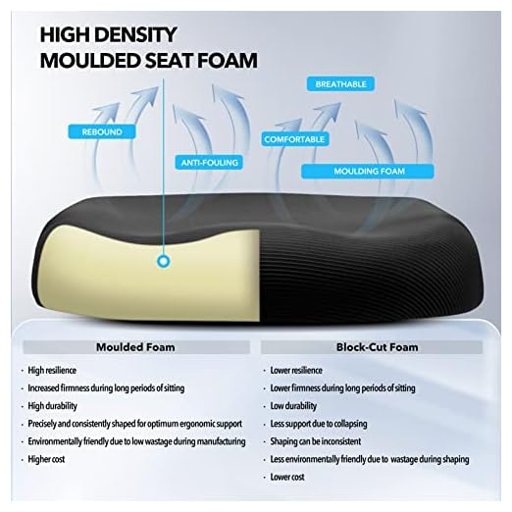 HIGH DENSITY
MOULDED SEAT FOAM
BREATHABLE
REBOUND
COMFORTABLE
ANTI-FOULING
MOULDING FOAM
Moulded Foam
· High resilience
· Increased firmness during long periods of sitting
· High durability
· Precisely and consistently shaped for optimum ergonomic support
· Environmentally friendly due to low wastage during manufacturing
· Higher cost
Block-Cut Foam
· Lower resilience
· Lower firmness during long periods of sitting
· Low durability
· Less support due to collapsing
· Shaping can be inconsistent
· Less environmentally friendly due to wastage during shaping
· Lower cost